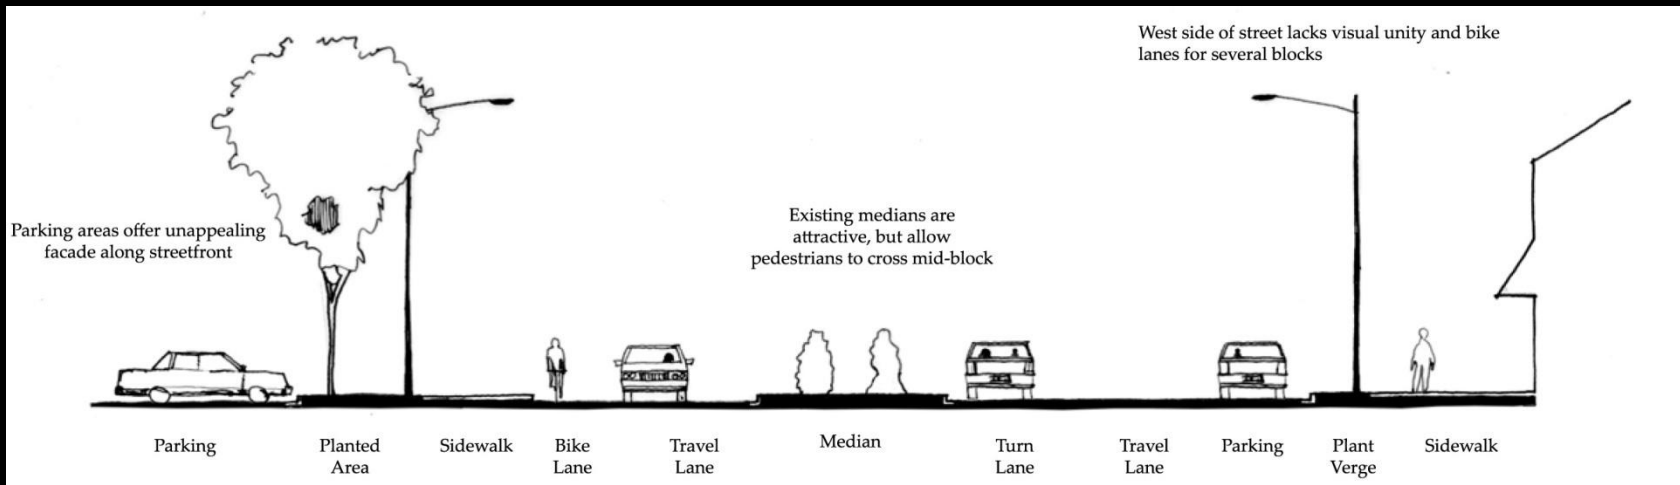 West side of street lacks visual unity and bike
lanes for several blocks
Parking areas offer unappealing
facade along streetfront
Existing medians are
attractive, but allow
pedestrians to cross mid-block
Parking
Planted
Area
Sidewalk
Bike
Lane
Travel
Lane
Median
Turn
Lane
Travel
Lane
Parking
Plant
Verge
Sidewalk